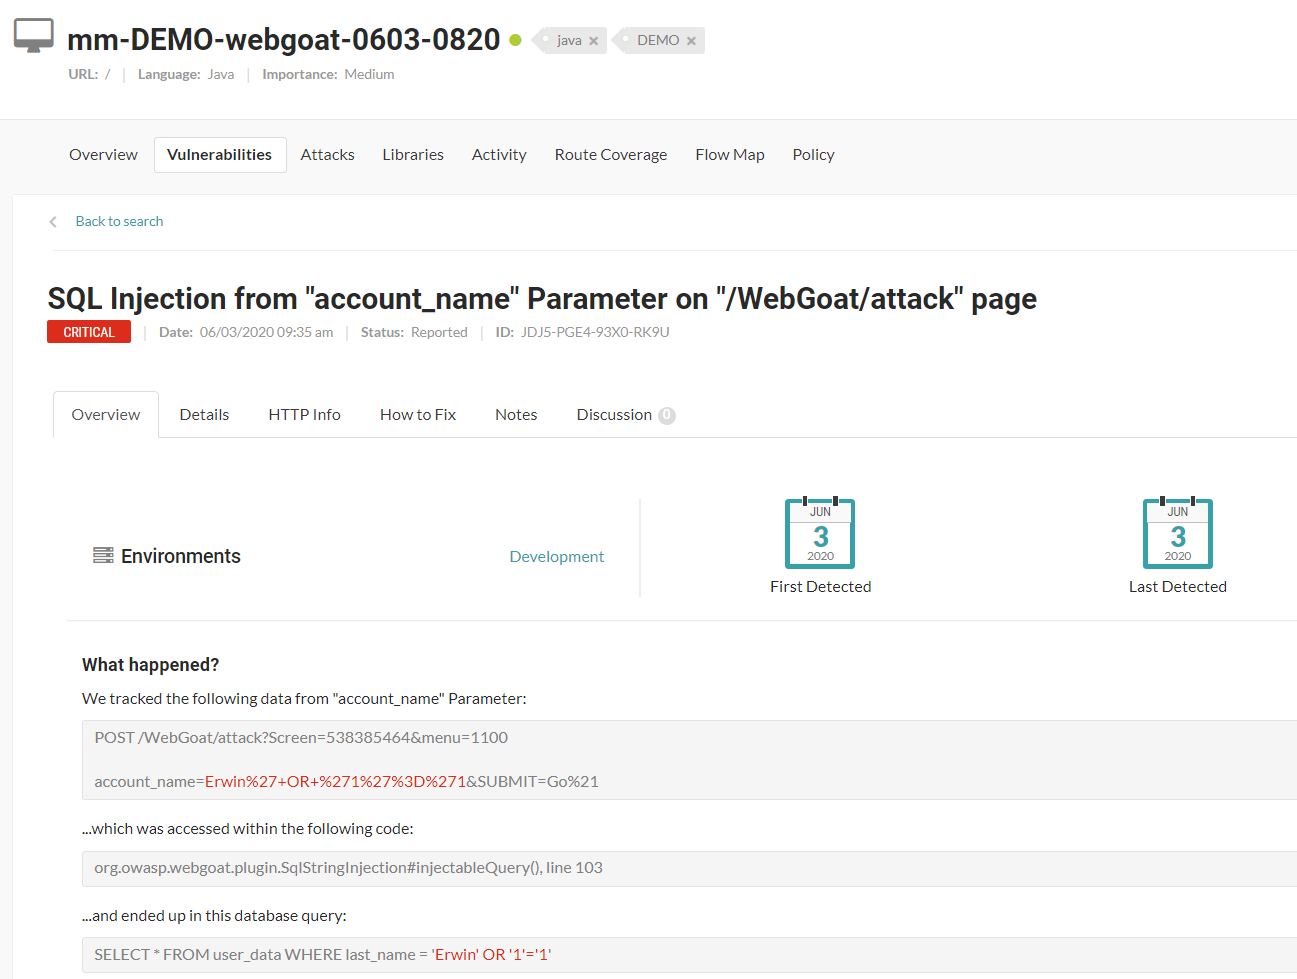 mm-DEMO-webgoat-0603-0820 java × DEMO ×
URL: / | Language: Java | Importance: Medium
Overview Vulnerabilities Attacks Libraries Activity Route Coverage Flow Map Policy
Back to search
SQL Injection from "account_name" Parameter on "/WebGoat/attack" page
CRITICAL | Date: 06/03/2020 09:35 am | Status: Reported | ID: JDJ5-PGE4-93X0-RK9U
Overview Details HTTP Info How to Fix Notes Discussion 0
Environments Development
JUN
3
2020
First Detected
JUN
3
2020
Last Detected
What happened?
We tracked the following data from "account_name" Parameter:
POST /WebGoat/attack?Screen=538385464&menu=1100
account_name=Erwin%27+OR+%271%27%3D%271&SUBMIT=Go%21
...which was accessed within the following code:
org.owasp.webgoat.plugin.SqlStringInjection#injectableQuery(), line 103
...and ended up in this database query:
SELECT * FROM user_data WHERE last_name = 'Erwin' OR '1'='1'